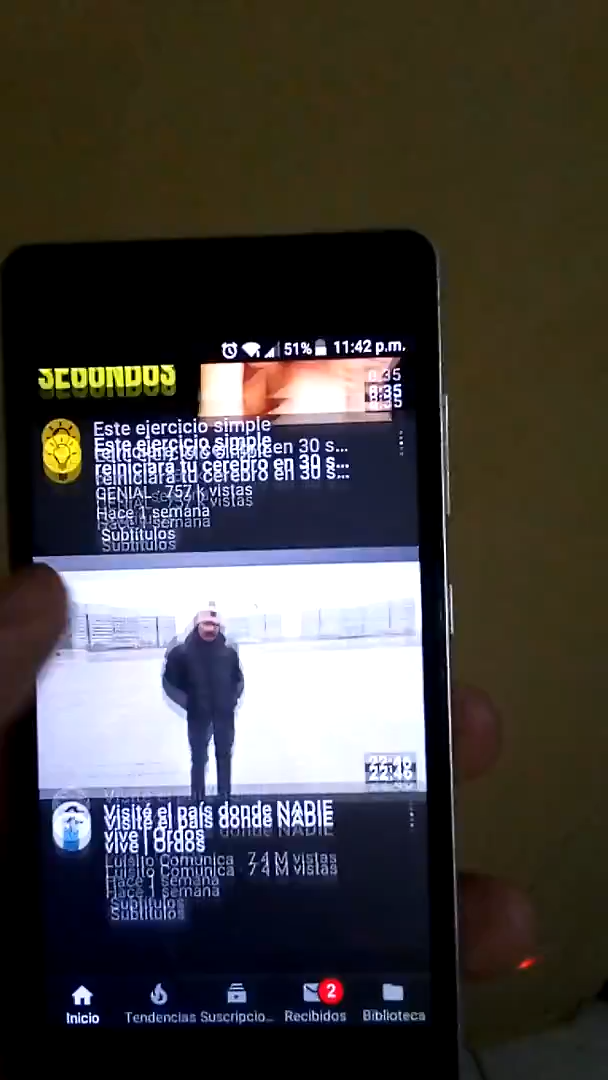 51% 11:42 p.m.
SEGUNDOS
8:35
Este ejercicio simple
reiniciará tu cerebro en 30 s...
GENIAL 757 k vistas
Hace 1 semana
Subtítulos
22:46
Visité el país donde NADIE
vive | Ordos
Luisito Comunica 7.4 M vistas
Hace 1 semana
Subtítulos
2
Inicio Tendencias Suscripcio... Recibidos Biblioteca